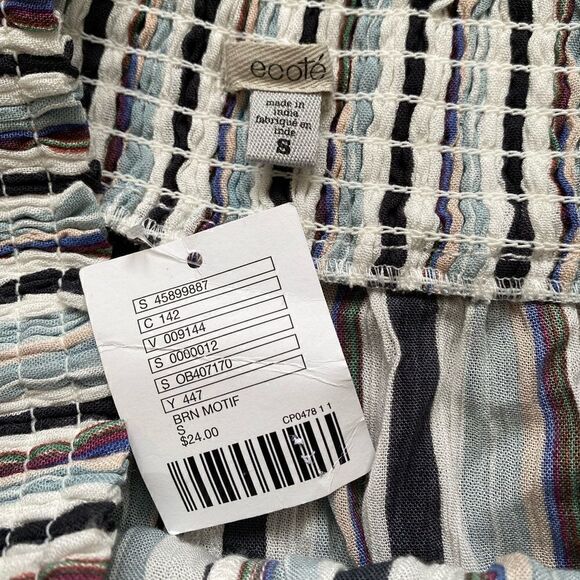 ecoté
made in
india
fabriqué en
inde
S
S 45899887
C 142
V 009144
S 0000012
S OB407170
Y 447
BRN MOTIF
S
$24.00
CP0478 1 1